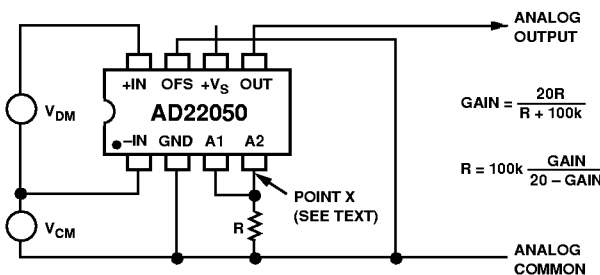 ANALOG
OUTPUT
+IN OFS +VS OUT
AD22050
–IN GND A1 A2
VDM
VCM
POINT X
(SEE TEXT)
R
GAIN = 20R
R + 100k
R = 100k GAIN
20 – GAIN
ANALOG
COMMON